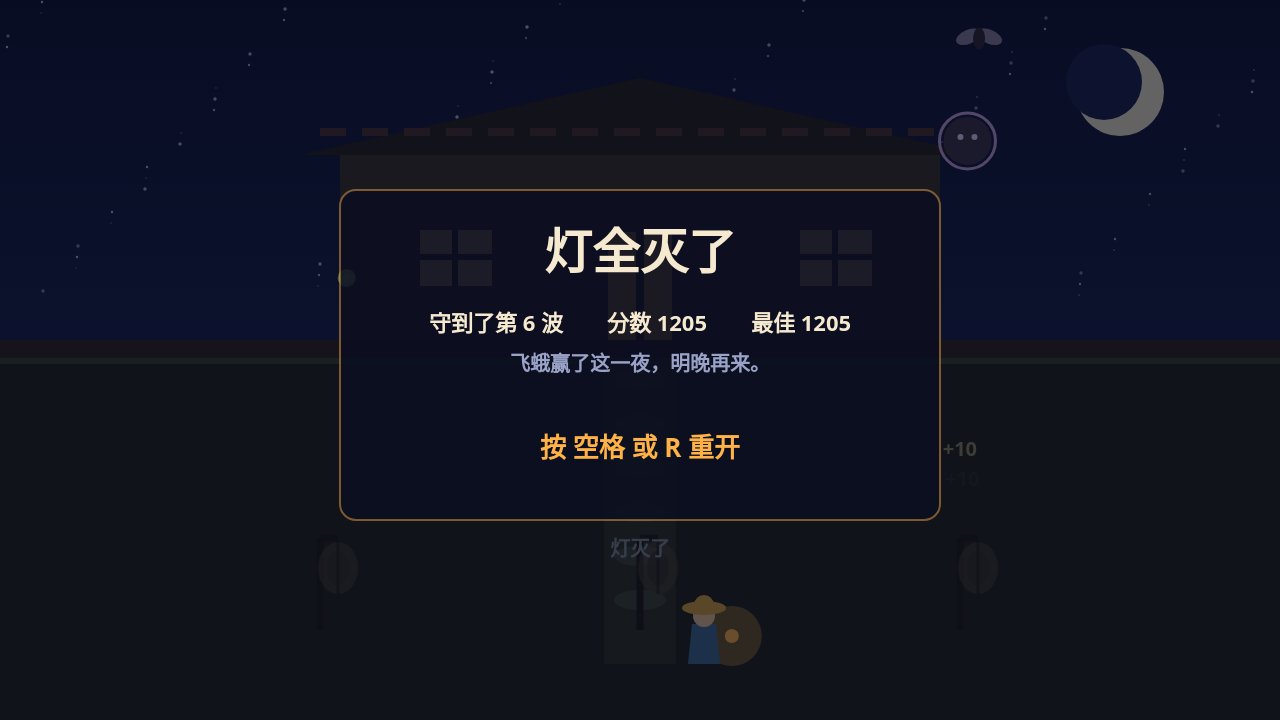 灯全灭了
守到了第 6 波 分数 1205 最佳 1205
飞蛾赢了这一夜，明晚再来。
按 空格 或 R 重开
+10
+10
灯灭了